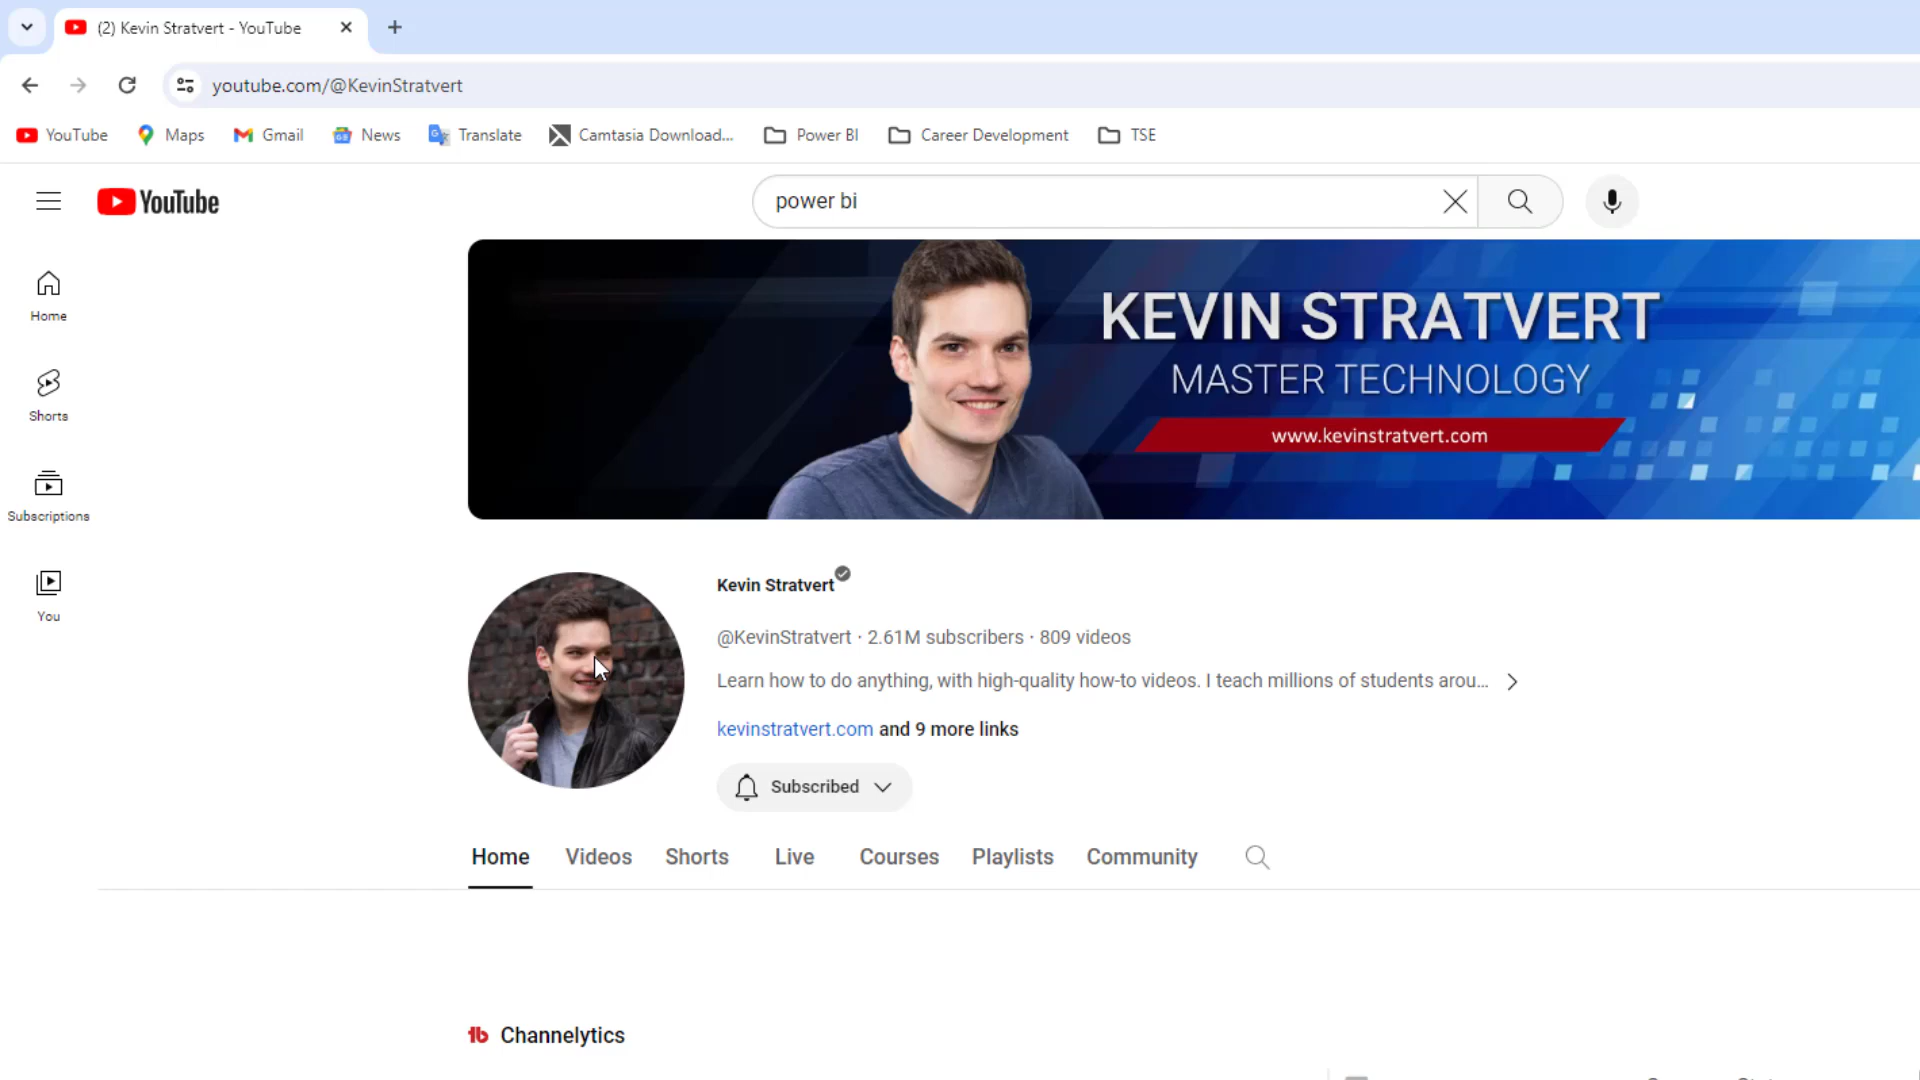 (2) Kevin Stratvert - YouTube
youtube.com/@KevinStratvert
YouTube Maps Gmail News Translate Camtasia Download... Power BI Career Development TSE
YouTube
power bi
Home
Shorts
Subscriptions
You
KEVIN STRATVERT
MASTER TECHNOLOGY
www.kevinstratvert.com
Kevin Stratvert
@KevinStratvert · 2.61M subscribers · 809 videos
Learn how to do anything, with high-quality how-to videos. I teach millions of students arou...
kevinstratvert.com and 9 more links
Subscribed
Home Videos Shorts Live Courses Playlists Community
Channelytics